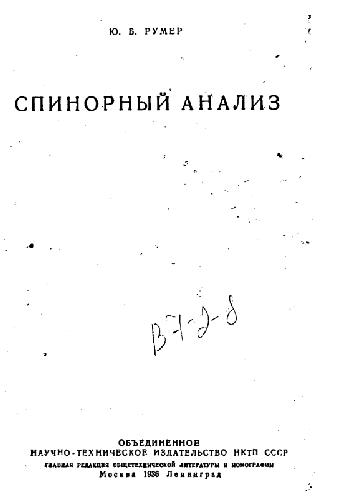 Ю. Б. РУМЕР
СПИНОРНЫЙ АНАЛИЗ
В-7-2-8
ОБЪЕДИНЕННОЕ
НАУЧНО-ТЕХНИЧЕСКОЕ ИЗДАТЕЛЬСТВО НКТП СССР
ГЛАВНАЯ РЕДАКЦИЯ ОБЩЕТЕХНИЧЕСКОЙ ЛИТЕРАТУРЫ И НОМОГРАФИИ
Москва 1936 Ленинград